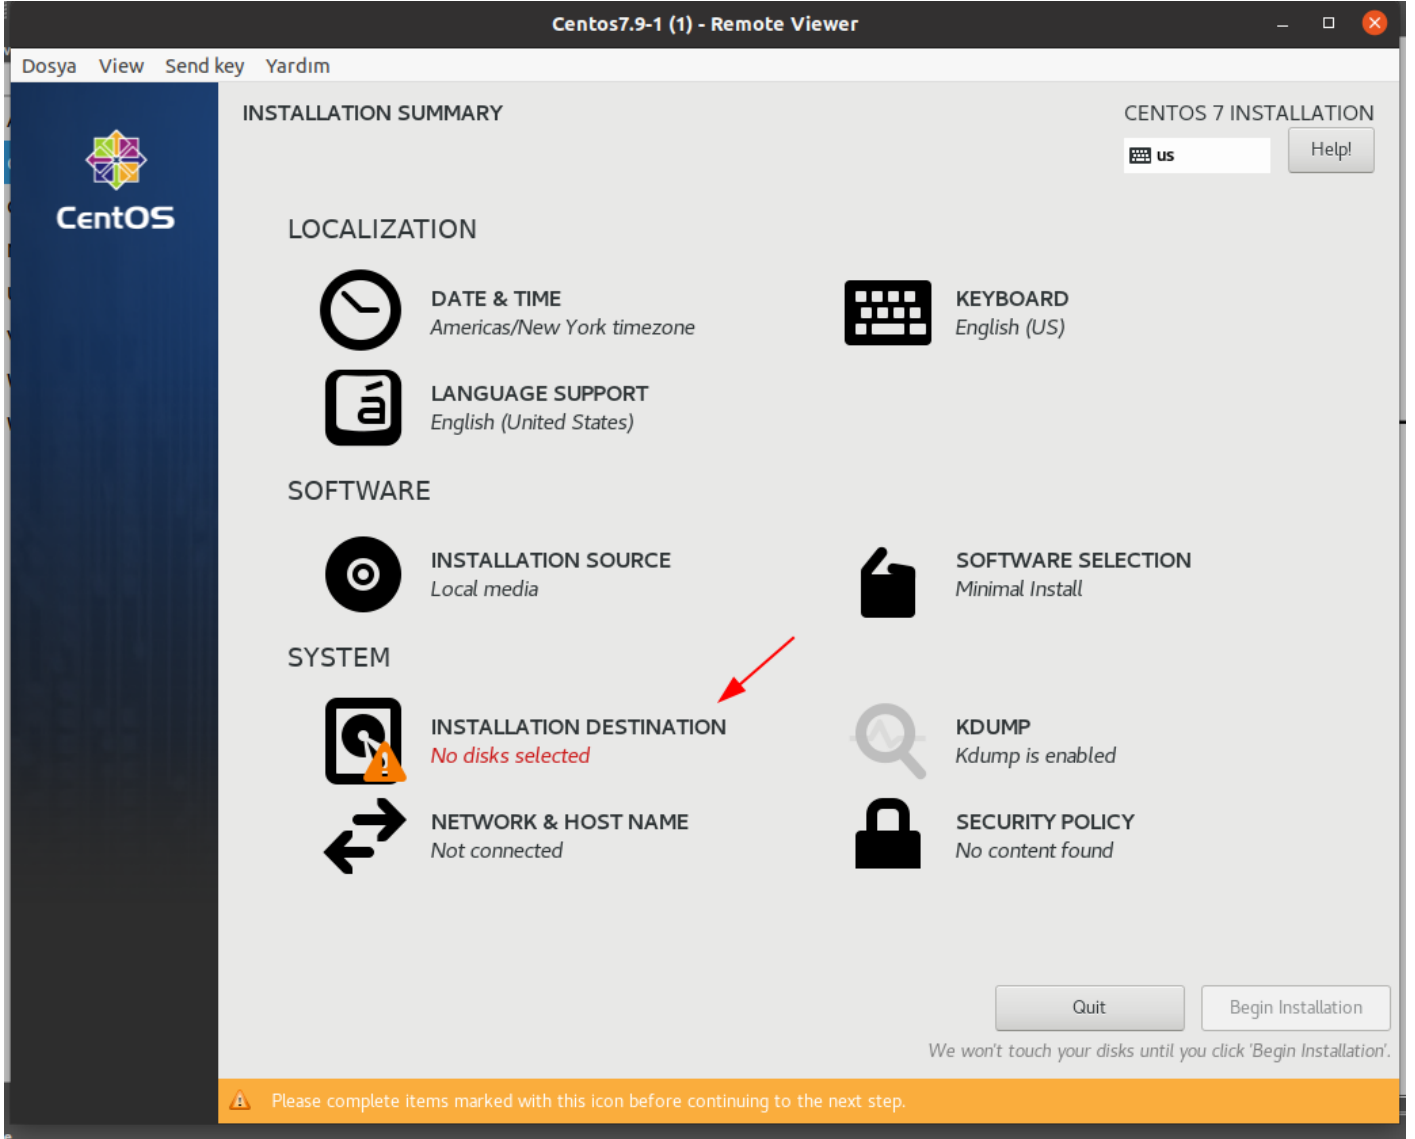 Centos7.9-1 (1) - Remote Viewer
Dosya View Send key Yardım
INSTALLATION SUMMARY
CENTOS 7 INSTALLATION
us
Help!
CentOS
LOCALIZATION
DATE & TIME
Americas/New York timezone
KEYBOARD
English (US)
LANGUAGE SUPPORT
English (United States)
SOFTWARE
INSTALLATION SOURCE
Local media
SOFTWARE SELECTION
Minimal Install
SYSTEM
INSTALLATION DESTINATION
No disks selected
KDUMP
Kdump is enabled
NETWORK & HOST NAME
Not connected
SECURITY POLICY
No content found
Quit
Begin Installation
We won't touch your disks until you click 'Begin Installation'.
Please complete items marked with this icon before continuing to the next step.